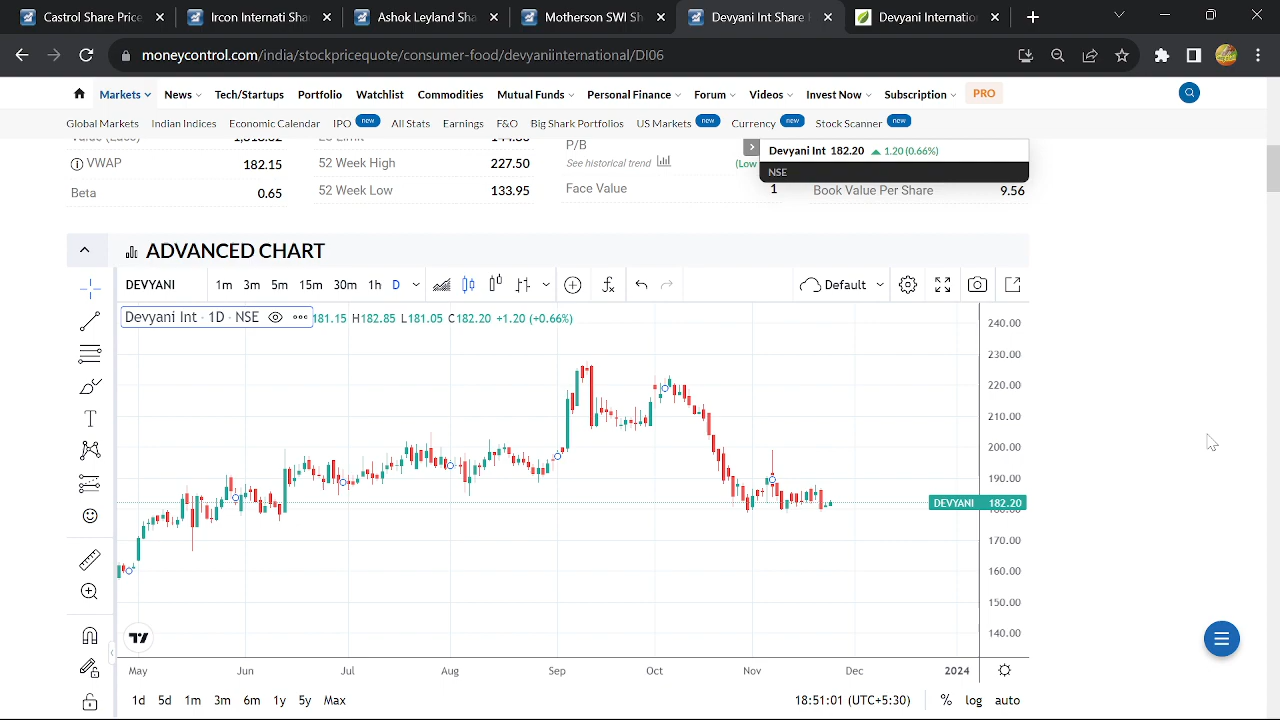 Castrol Share Pri
Ircon Internati Sha
Ashok Leyland Sha
Motherson SWI Sh
Devyani Int Share I
Devyani Internatio
moneycontrol.com/india/stockpricequote/consumer-food/devyaniinternational/DI06
Markets News Tech/Startups Portfolio Watchlist Commodities Mutual Funds Personal Finance Forum Videos Invest Now Subscription PRO
Global Markets Indian Indices Economic Calendar IPO new All Stats Earnings F&O Big Shark Portfolios US Markets new Currency new Stock Scanner new
P/B
Devyani Int 182.20 1.20 (0.66%)
VWAP 182.15
52 Week High 227.50
See historical trend
(Low
NSE
Beta 0.65
52 Week Low 133.95
Face Value 1
Book Value Per Share 9.56
ADVANCED CHART
DEVYANI 1m 3m 5m 15m 30m 1h D Default
Devyani Int · 1D · NSE 181.15 H182.85 L181.05 C182.20 +1.20 (+0.66%)
240.00
230.00
220.00
210.00
200.00
190.00
DEVYANI 182.20
180.00
170.00
160.00
150.00
140.00
May Jun Jul Aug Sep Oct Nov Dec 2024
1d 5d 1m 3m 6m 1y 5y Max 18:51:01 (UTC+5:30) % log auto